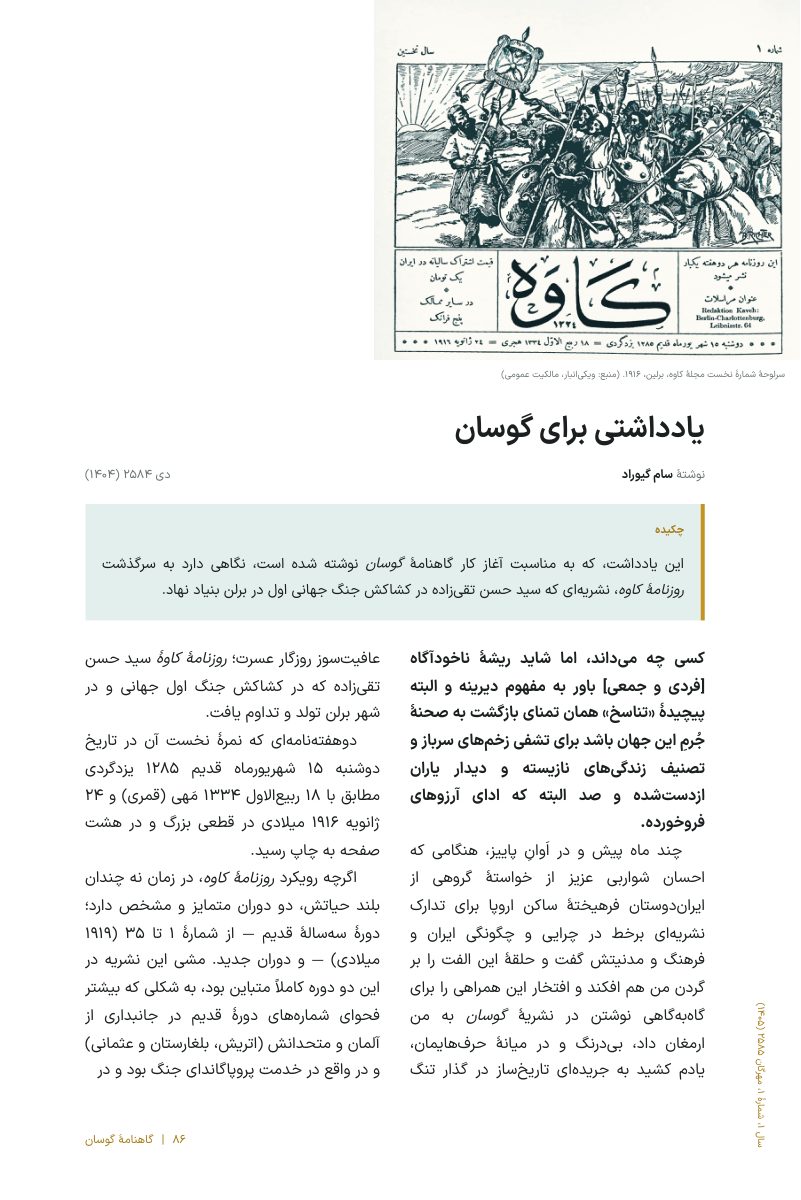 شماره ۱
سال نخستین
B. RICHTER
این روزنامه هر دو هفته یکبار
نشر میشود
عنوان مراسلات
Redaktion Kaveh:
Berlin-Charlottenburg,
Leibnizstr. 64
کاوه
۱۳۳۴
قیمت اشتراک سالیانه در ایران
یک تومان
در سایر ممالک
پنج فرانک
دوشنبه ۱۵ شهریورماه قدیم ۱۲۸۵ یزدگردی = ۱۸ ربیع الاوّل ۱۳۳۴ هجری = ۲۴ ژانویه ۱۹۱۶
سرلوحهٔ شمارهٔ نخست مجلهٔ کاوه، برلین، ۱۹۱۶. (منبع: ویکی‌انبار، مالکیت عمومی)
یادداشتی برای گوسان
نوشتهٔ سام گیوراد
دی ۲۵۸۴ (۱۴۰۴)
چکیده
این یادداشت، که به مناسبت آغاز کار گاهنامهٔ گوسان نوشته شده است، نگاهی دارد به سرگذشت
روزنامهٔ کاوه، نشریه‌ای که سید حسن تقی‌زاده در کشاکش جنگ جهانی اول در برلن بنیاد نهاد.
کسی چه می‌داند، اما شاید ریشهٔ ناخودآگاه
[فردی و جمعی] باور به مفهوم دیرینه و البته
پیچیدهٔ «تناسخ» همان تمنای بازگشت به صحنهٔ
جُرمِ این جهان باشد برای تشفی زخم‌های سرباز و
تصنیف زندگی‌های نازیسته و دیدار یاران
ازدست‌شده و صد البته که ادای آرزوهای
فروخورده.
چند ماه پیش و در اَوانِ پاییز، هنگامی که
احسان شواربی عزیز از خواستهٔ گروهی از
ایران‌دوستان فرهیختهٔ ساکن اروپا برای تدارک
نشریه‌ای برخط در چرایی و چگونگی ایران و
فرهنگ و مدنیتش گفت و حلقهٔ این الفت را بر
گردن من هم افکند و افتخار این همراهی را برای
گاه‌به‌گاهی نوشتن در نشریهٔ گوسان به من
ارمغان داد، بی‌درنگ و در میانهٔ حرف‌هایمان،
یادم کشید به جریده‌ای تاریخ‌ساز در گذار تنگ
عافیت‌سوز روزگار عسرت؛ روزنامهٔ کاوهٔ سید حسن
تقی‌زاده که در کشاکش جنگ اول جهانی و در
شهر برلن تولد و تداوم یافت.
دوهفته‌نامه‌ای که نمرهٔ نخست آن در تاریخ
دوشنبه ۱۵ شهریورماه قدیم ۱۲۸۵ یزدگردی
مطابق با ۱۸ ربیع‌الاول ۱۳۳۴ مَهی (قمری) و ۲۴
ژانویه ۱۹۱۶ میلادی در قطعی بزرگ و در هشت
صفحه به چاپ رسید.
اگرچه رویکرد روزنامهٔ کاوه، در زمان نه چندان
بلند حیاتش، دو دوران متمایز و مشخص دارد؛
دورهٔ سه‌سالهٔ قدیم — از شمارهٔ ۱ تا ۳۵ (۱۹۱۹
میلادی) — و دوران جدید. مشی این نشریه در
این دو دوره کاملاً متباین بود، به شکلی که بیشتر
فحوای شماره‌های دورهٔ قدیم در جانبداری از
آلمان و متحدانش (اتریش، بلغارستان و عثمانی)
و در واقع در خدمت پروپاگاندای جنگ بود و در
سال ۱، شمارهٔ ۱، مهرگان ۲۵۸۵ (۱۴۰۵)
۸۶ | گاهنامهٔ گوسان